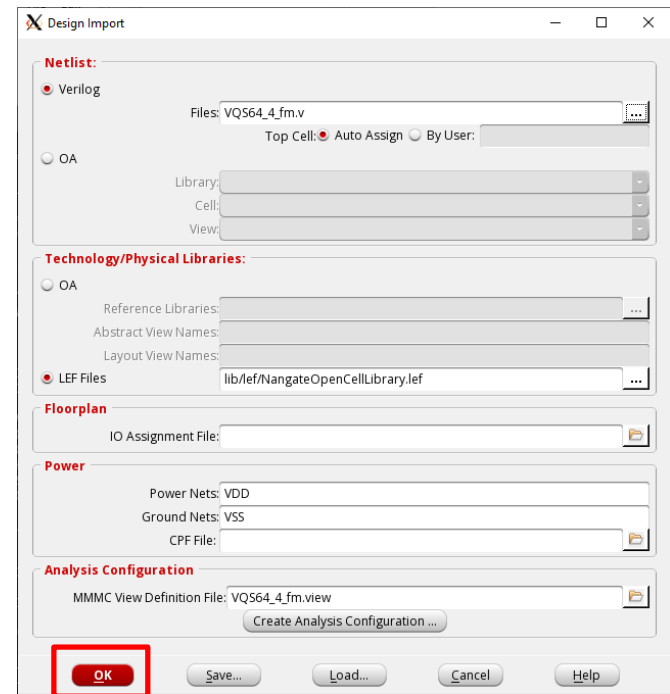 Design Import
Netlist:
Verilog
Files: VQS64_4_fm.v ...
Top Cell: Auto Assign By User:
OA
Library:
Cell:
View:
Technology/Physical Libraries:
OA
Reference Libraries: ...
Abstract View Names:
Layout View Names:
LEF Files lib/lef/NangateOpenCellLibrary.lef ...
Floorplan
IO Assignment File:
Power
Power Nets: VDD
Ground Nets: VSS
CPF File:
Analysis Configuration
MMMC View Definition File: VQS64_4_fm.view
Create Analysis Configuration ...
OK Save... Load... Cancel Help